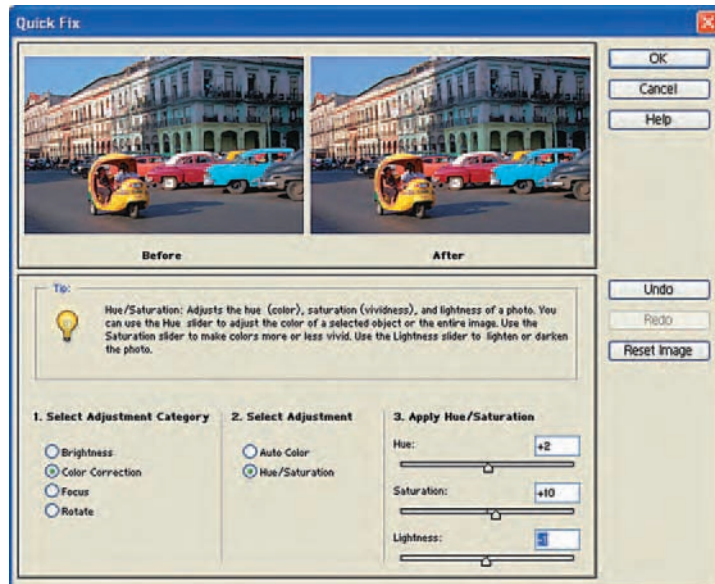 Quick Fix
OK
Cancel
Help
Before
After
Tip:
Hue/Saturation: Adjusts the hue (color), saturation (vividness), and lightness of a photo. You
can use the Hue slider to adjust the color of a selected object or the entire image. Use the
Saturation slider to make colors more or less vivid. Use the Lightness slider to lighten or darken
the photo.
Undo
Redo
Reset Image
1. Select Adjustment Category
Brightness
Color Correction
Focus
Rotate
2. Select Adjustment
Auto Color
Hue/Saturation
3. Apply Hue/Saturation
Hue:
+2
Saturation:
+10
Lightness: